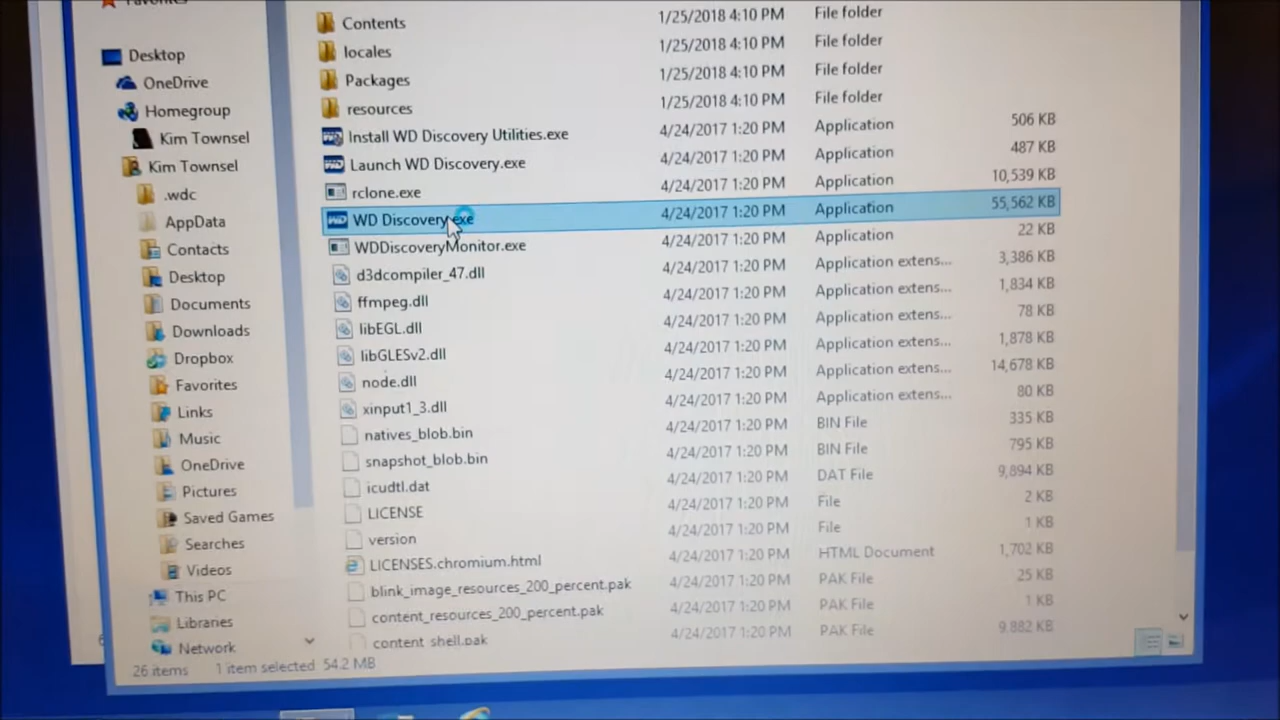 Favorites
Desktop
OneDrive
Homegroup
Kim Townsel
Kim Townsel
.wdc
AppData
Contacts
Desktop
Documents
Downloads
Dropbox
Favorites
Links
Music
OneDrive
Pictures
Saved Games
Searches
Videos
This PC
Libraries
Network
Contents 1/25/2018 4:10 PM File folder
locales 1/25/2018 4:10 PM File folder
Packages 1/25/2018 4:10 PM File folder
resources 1/25/2018 4:10 PM File folder
Install WD Discovery Utilities.exe 4/24/2017 1:20 PM Application 506 KB
Launch WD Discovery.exe 4/24/2017 1:20 PM Application 487 KB
rclone.exe 4/24/2017 1:20 PM Application 10,539 KB
WD Discovery.exe 4/24/2017 1:20 PM Application 55,562 KB
WDDiscoveryMonitor.exe 4/24/2017 1:20 PM Application 22 KB
d3dcompiler_47.dll 4/24/2017 1:20 PM Application extens... 3,386 KB
ffmpeg.dll 4/24/2017 1:20 PM Application extens... 1,834 KB
libEGL.dll 4/24/2017 1:20 PM Application extens... 78 KB
libGLESv2.dll 4/24/2017 1:20 PM Application extens... 1,878 KB
node.dll 4/24/2017 1:20 PM Application extens... 14,678 KB
xinput1_3.dll 4/24/2017 1:20 PM Application extens... 80 KB
natives_blob.bin 4/24/2017 1:20 PM BIN File 335 KB
snapshot_blob.bin 4/24/2017 1:20 PM BIN File 795 KB
icudtl.dat 4/24/2017 1:20 PM DAT File 9,894 KB
LICENSE 4/24/2017 1:20 PM File 2 KB
version 4/24/2017 1:20 PM File 1 KB
LICENSES.chromium.html 4/24/2017 1:20 PM HTML Document 1,702 KB
blink_image_resources_200_percent.pak 4/24/2017 1:20 PM PAK File 25 KB
content_resources_200_percent.pak 4/24/2017 1:20 PM PAK File 1 KB
content_shell.pak 4/24/2017 1:20 PM PAK File 9,882 KB
26 items 1 item selected 54.2 MB